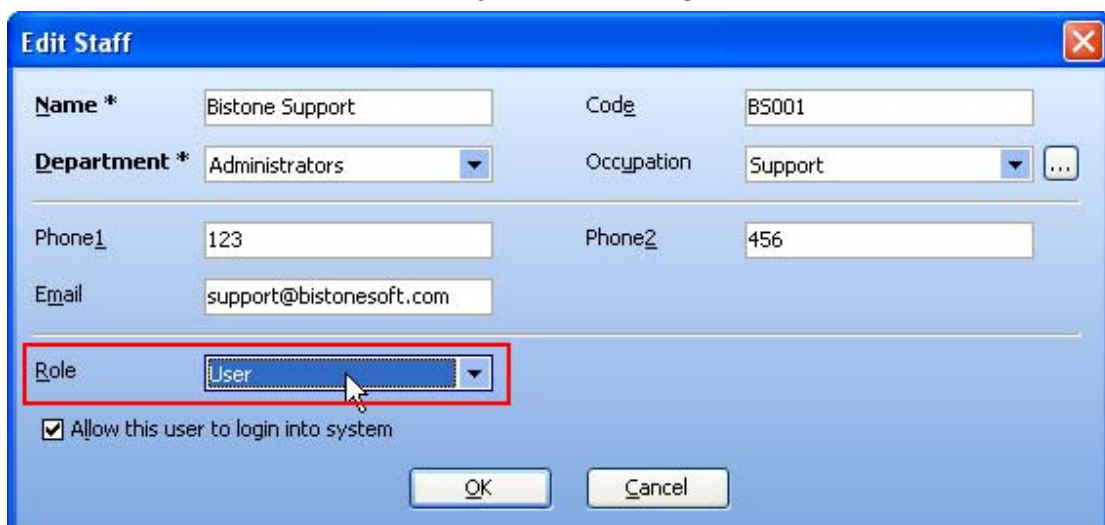 Edit Staff
Name * Bistone Support Code BS001
Department * Administrators Occupation Support ...
Phone1 123 Phone2 456
Email support@bistonesoft.com
Role User
Allow this user to login into system
OK Cancel